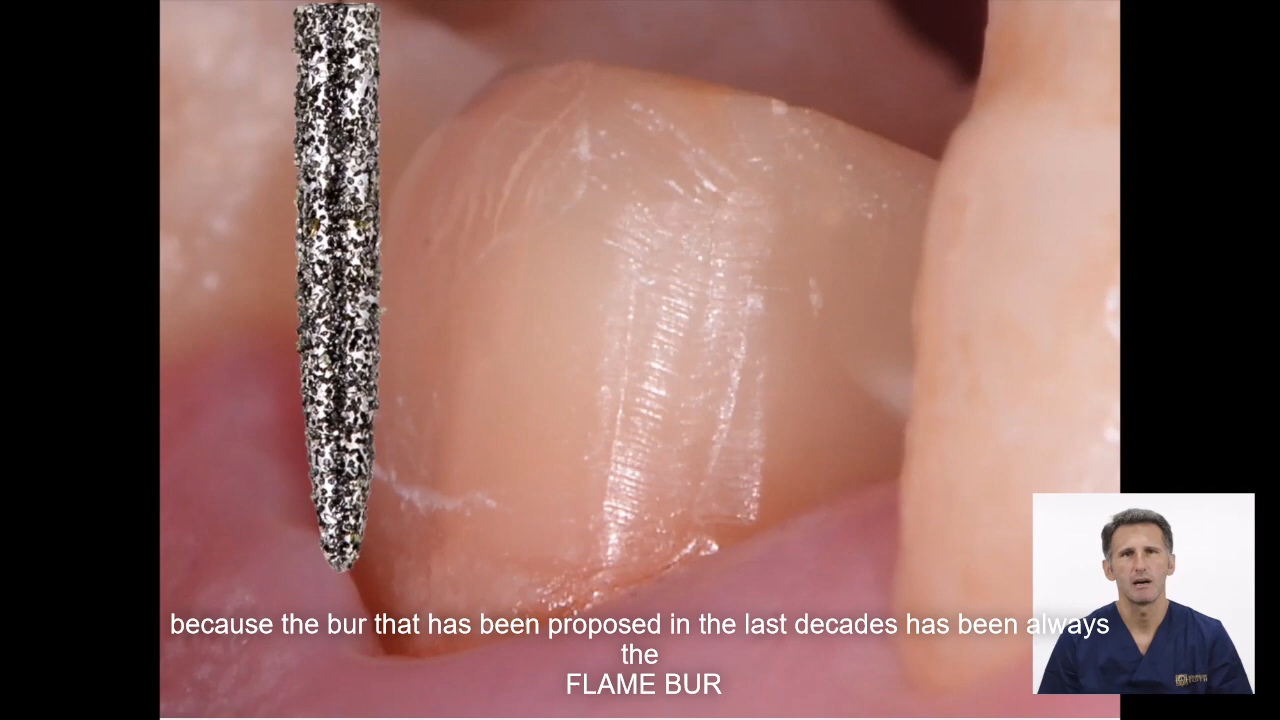 because the bur that has been proposed in the last decades has been always
the
FLAME BUR